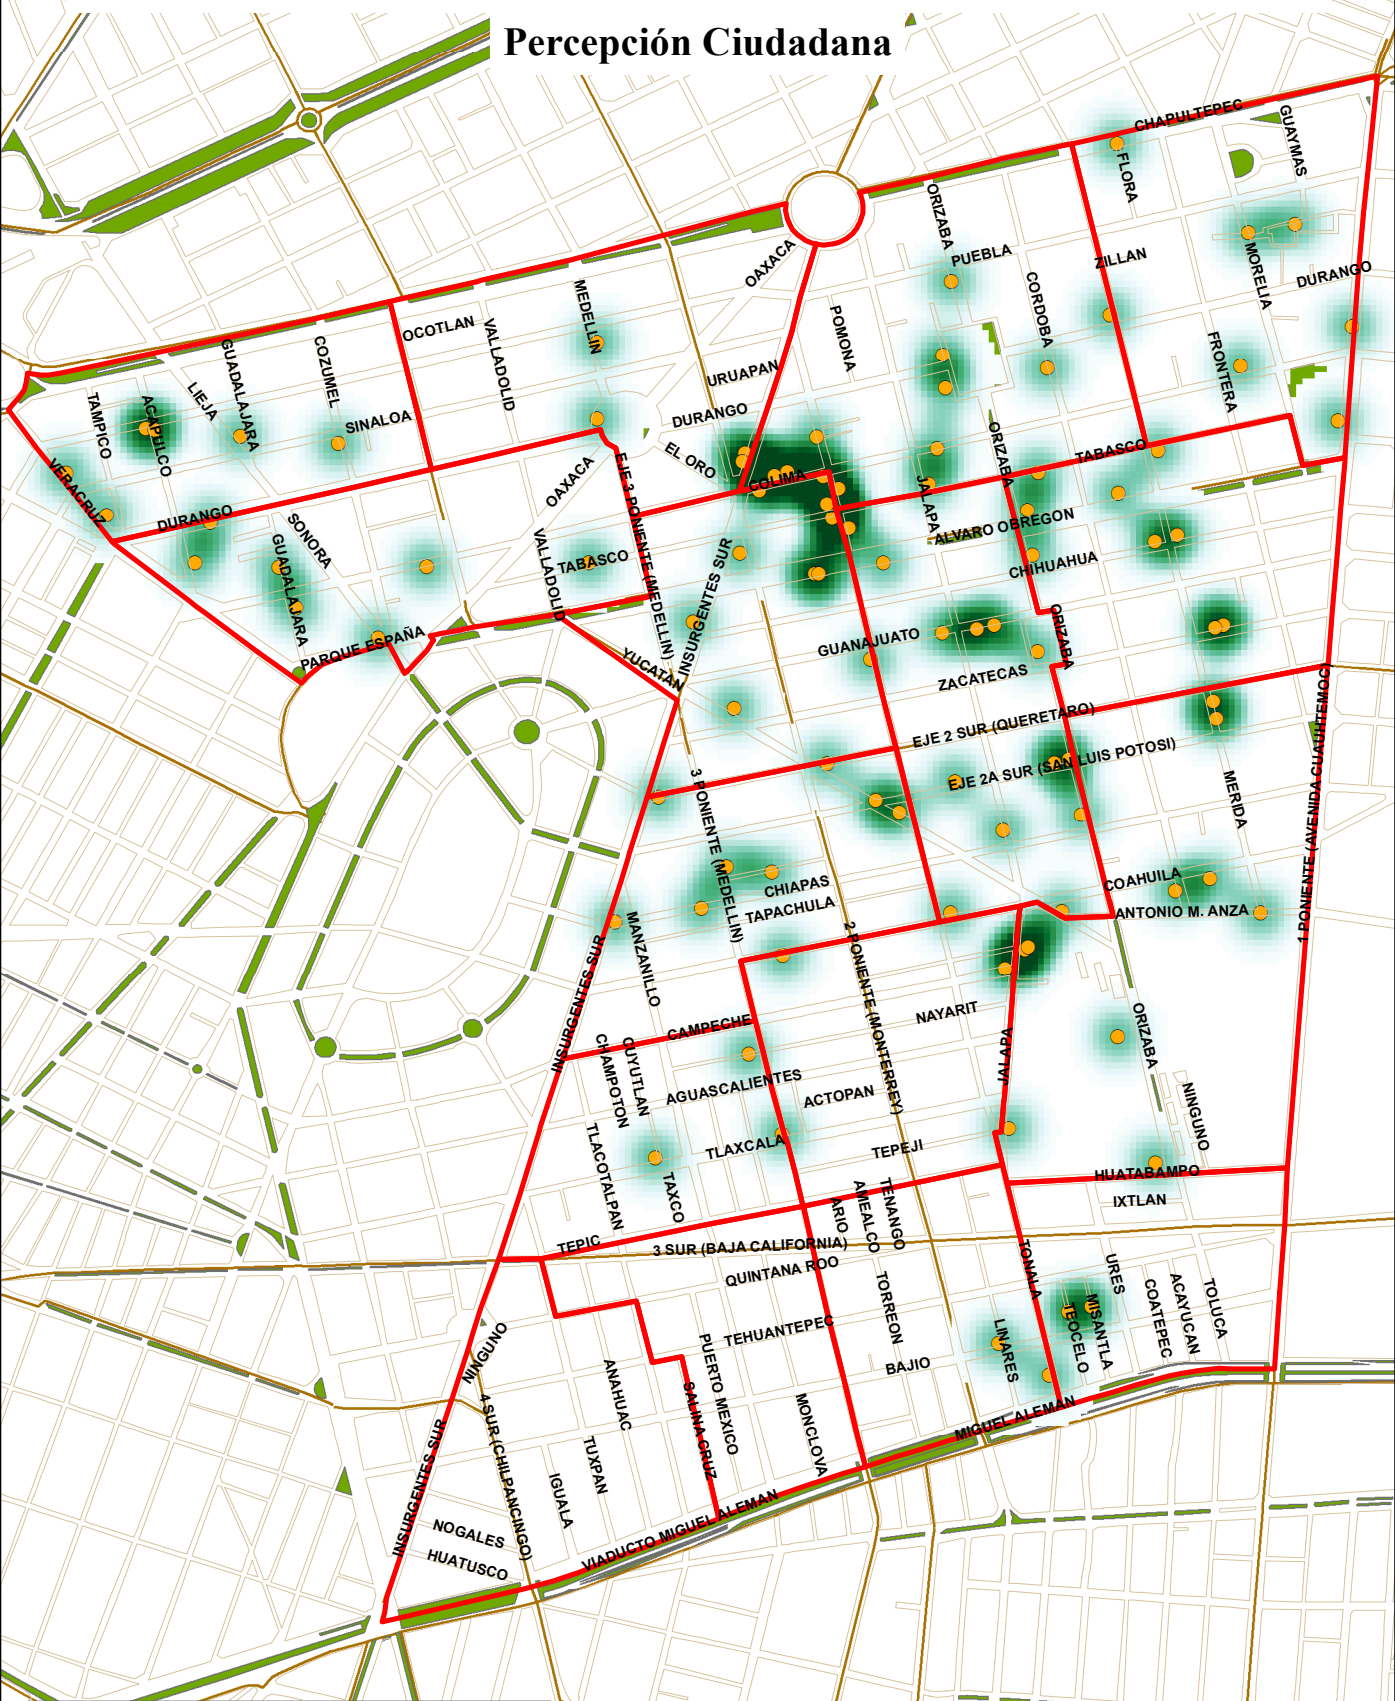 Percepción Ciudadana
CHAPULTEPEC
GUAYMAS
FLORA
ORIZABA
OAXACA
PUEBLA
ZILLAN
MORELIA
DURANGO
CORDOBA
MEDELLIN
POMONA
OCOTLAN
VALLADOLID
COZUMEL
GUADALAJARA
LIEJA
TAMPICO
ACAPULCO
SINALOA
URUAPAN
FRONTERA
DURANGO
EL ORO
ORIZABA
TABASCO
VERACRUZ
OAXACA
EJE 3 PONIENTE (MEDELLIN)
COLIMA
JALAPA
DURANGO
SONORA
ALVARO OBREGON
GUADALAJARA
VALLADOLID
TABASCO
INSURGENTES SUR
CHIHUAHUA
ORIZABA
PARQUE ESPAÑA
GUANAJUATO
YUCATAN
ZACATECAS
EJE 2 SUR (QUERETARO)
EJE 2A SUR (SAN LUIS POTOSI)
1 PONIENTE (AVENIDA CUAUHTEMOC)
3 PONIENTE (MEDELLIN)
MERIDA
CHIAPAS
COAHUILA
TAPACHULA
ANTONIO M. ANZA
MANZANILLO
INSURGENTES SUR
2 PONIENTE (MONTERREY)
NAYARIT
ORIZABA
CAMPECHE
JALAPA
CUYUTLAN
CHAMPOTON
AGUASCALIENTES
ACTOPAN
NINGUNO
TLACOTALPAN
TLAXCALA
TEPEJI
HUATABAMPO
TAXCO
IXTLAN
ARIO
AMEALCO
TENANGO
TEPIC
3 SUR (BAJA CALIFORNIA)
TONALA
URES
QUINTANA ROO
TORREON
COATEPEC
ACAYUCAN
TOLUCA
MISANTLA
TEOCELO
LINARES
NINGUNO
TEHUANTEPEC
PUERTO MEXICO
BAJIO
ANAHUAC
SALINA CRUZ
MONCLOVA
4 SUR (CHILPANCINGO)
MIGUEL ALEMAN
INSURGENTES SUR
TUXPAN
IGUALA
VIADUCTO MIGUEL ALEMAN
NOGALES
HUATUSCO